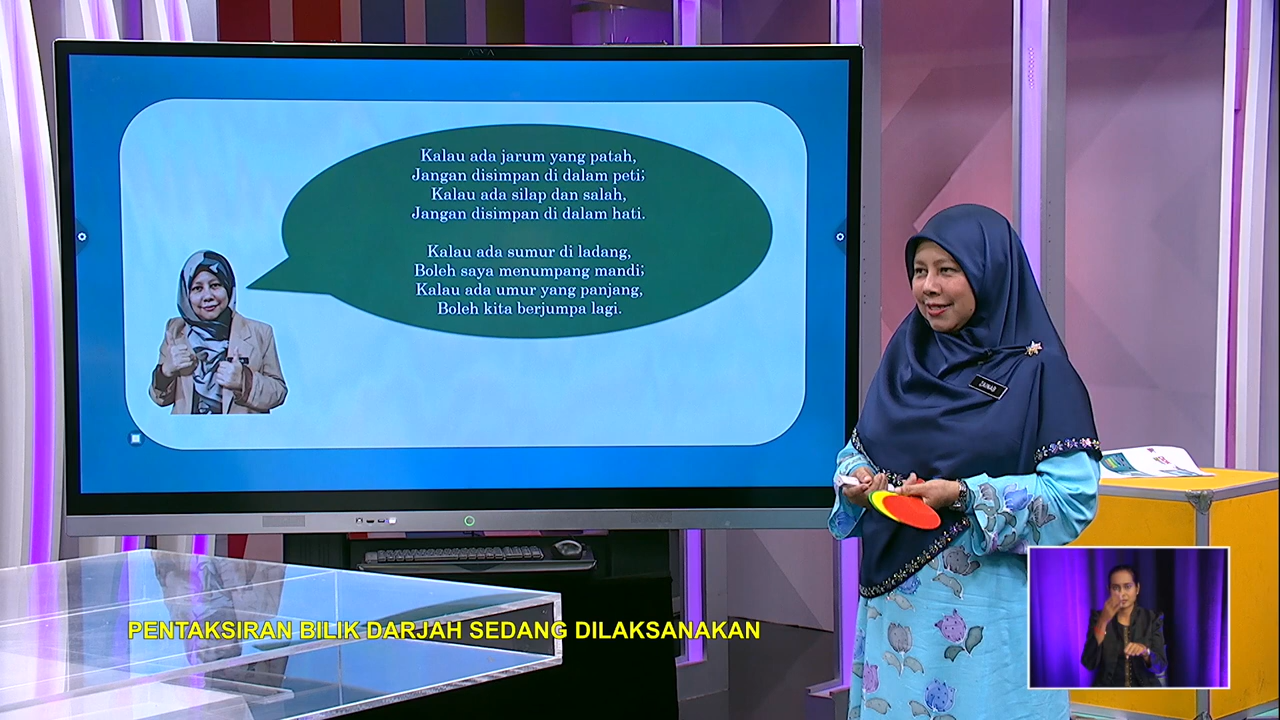 Kalau ada jarum yang patah,
Jangan disimpan di dalam peti;
Kalau ada silap dan salah,
Jangan disimpan di dalam hati.
Kalau ada sumur di ladang,
Boleh saya menumpang mandi;
Kalau ada umur yang panjang,
Boleh kita berjumpa lagi.
ZAINAB
PENTAKSIRAN BILIK DARJAH SEDANG DILAKSANAKAN